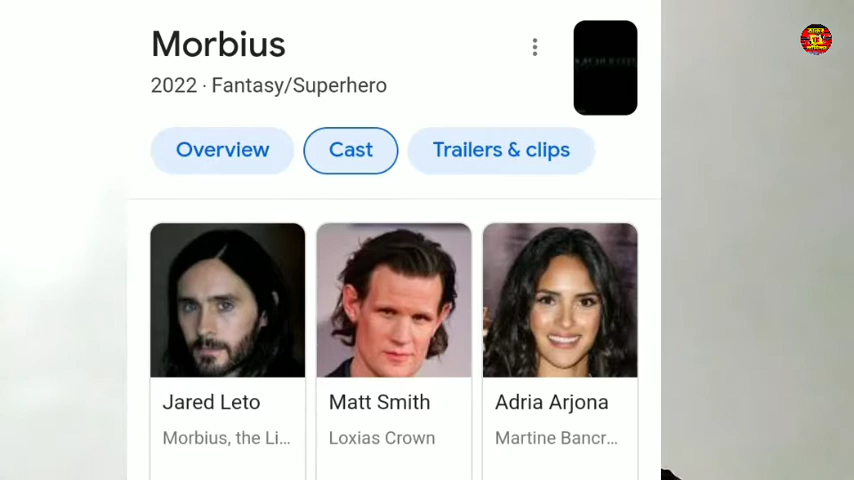 Morbius
2022 · Fantasy/Superhero
Overview
Cast
Trailers & clips
Jared Leto
Matt Smith
Adria Arjona
Morbius, the Li...
Loxias Crown
Martine Bancr...